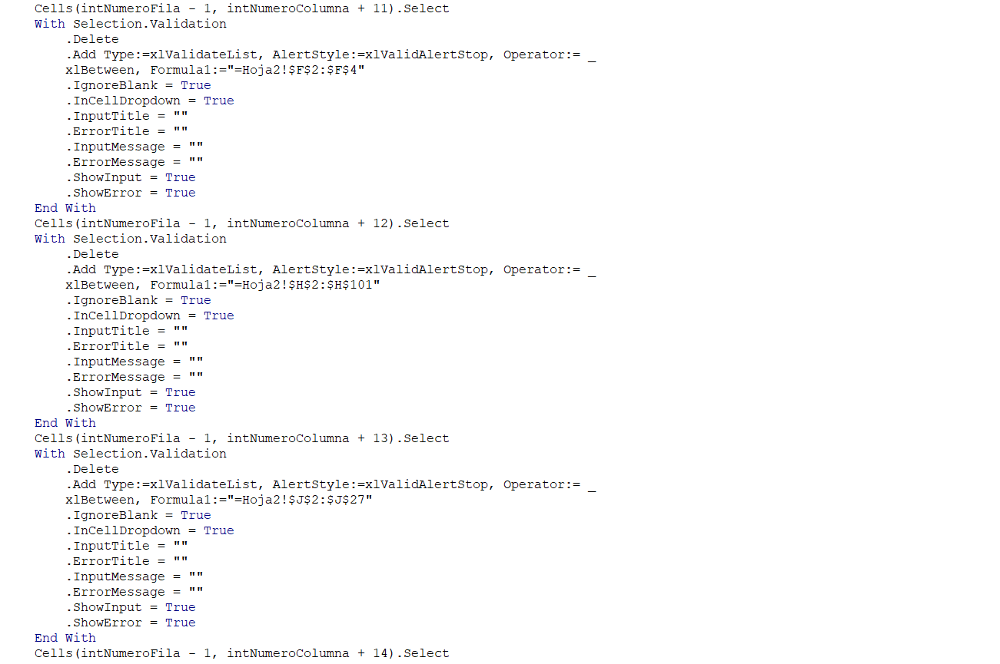 Cells(intNumeroFila - 1, intNumeroColumna + 11).Select
With Selection.Validation
.Delete
.Add Type:=xlValidateList, AlertStyle:=xlValidAlertStop, Operator:= _
xlBetween, Formula1:="=Hoja2!$F$2:$F$4"
.IgnoreBlank = True
.InCellDropdown = True
.InputTitle = ""
.ErrorTitle = ""
.InputMessage = ""
.ErrorMessage = ""
.ShowInput = True
.ShowError = True
End With
Cells(intNumeroFila - 1, intNumeroColumna + 12).Select
With Selection.Validation
.Delete
.Add Type:=xlValidateList, AlertStyle:=xlValidAlertStop, Operator:= _
xlBetween, Formula1:="=Hoja2!$H$2:$H$101"
.IgnoreBlank = True
.InCellDropdown = True
.InputTitle = ""
.ErrorTitle = ""
.InputMessage = ""
.ErrorMessage = ""
.ShowInput = True
.ShowError = True
End With
Cells(intNumeroFila - 1, intNumeroColumna + 13).Select
With Selection.Validation
.Delete
.Add Type:=xlValidateList, AlertStyle:=xlValidAlertStop, Operator:= _
xlBetween, Formula1:="=Hoja2!$J$2:$J$27"
.IgnoreBlank = True
.InCellDropdown = True
.InputTitle = ""
.ErrorTitle = ""
.InputMessage = ""
.ErrorMessage = ""
.ShowInput = True
.ShowError = True
End With
Cells(intNumeroFila - 1, intNumeroColumna + 14).Select